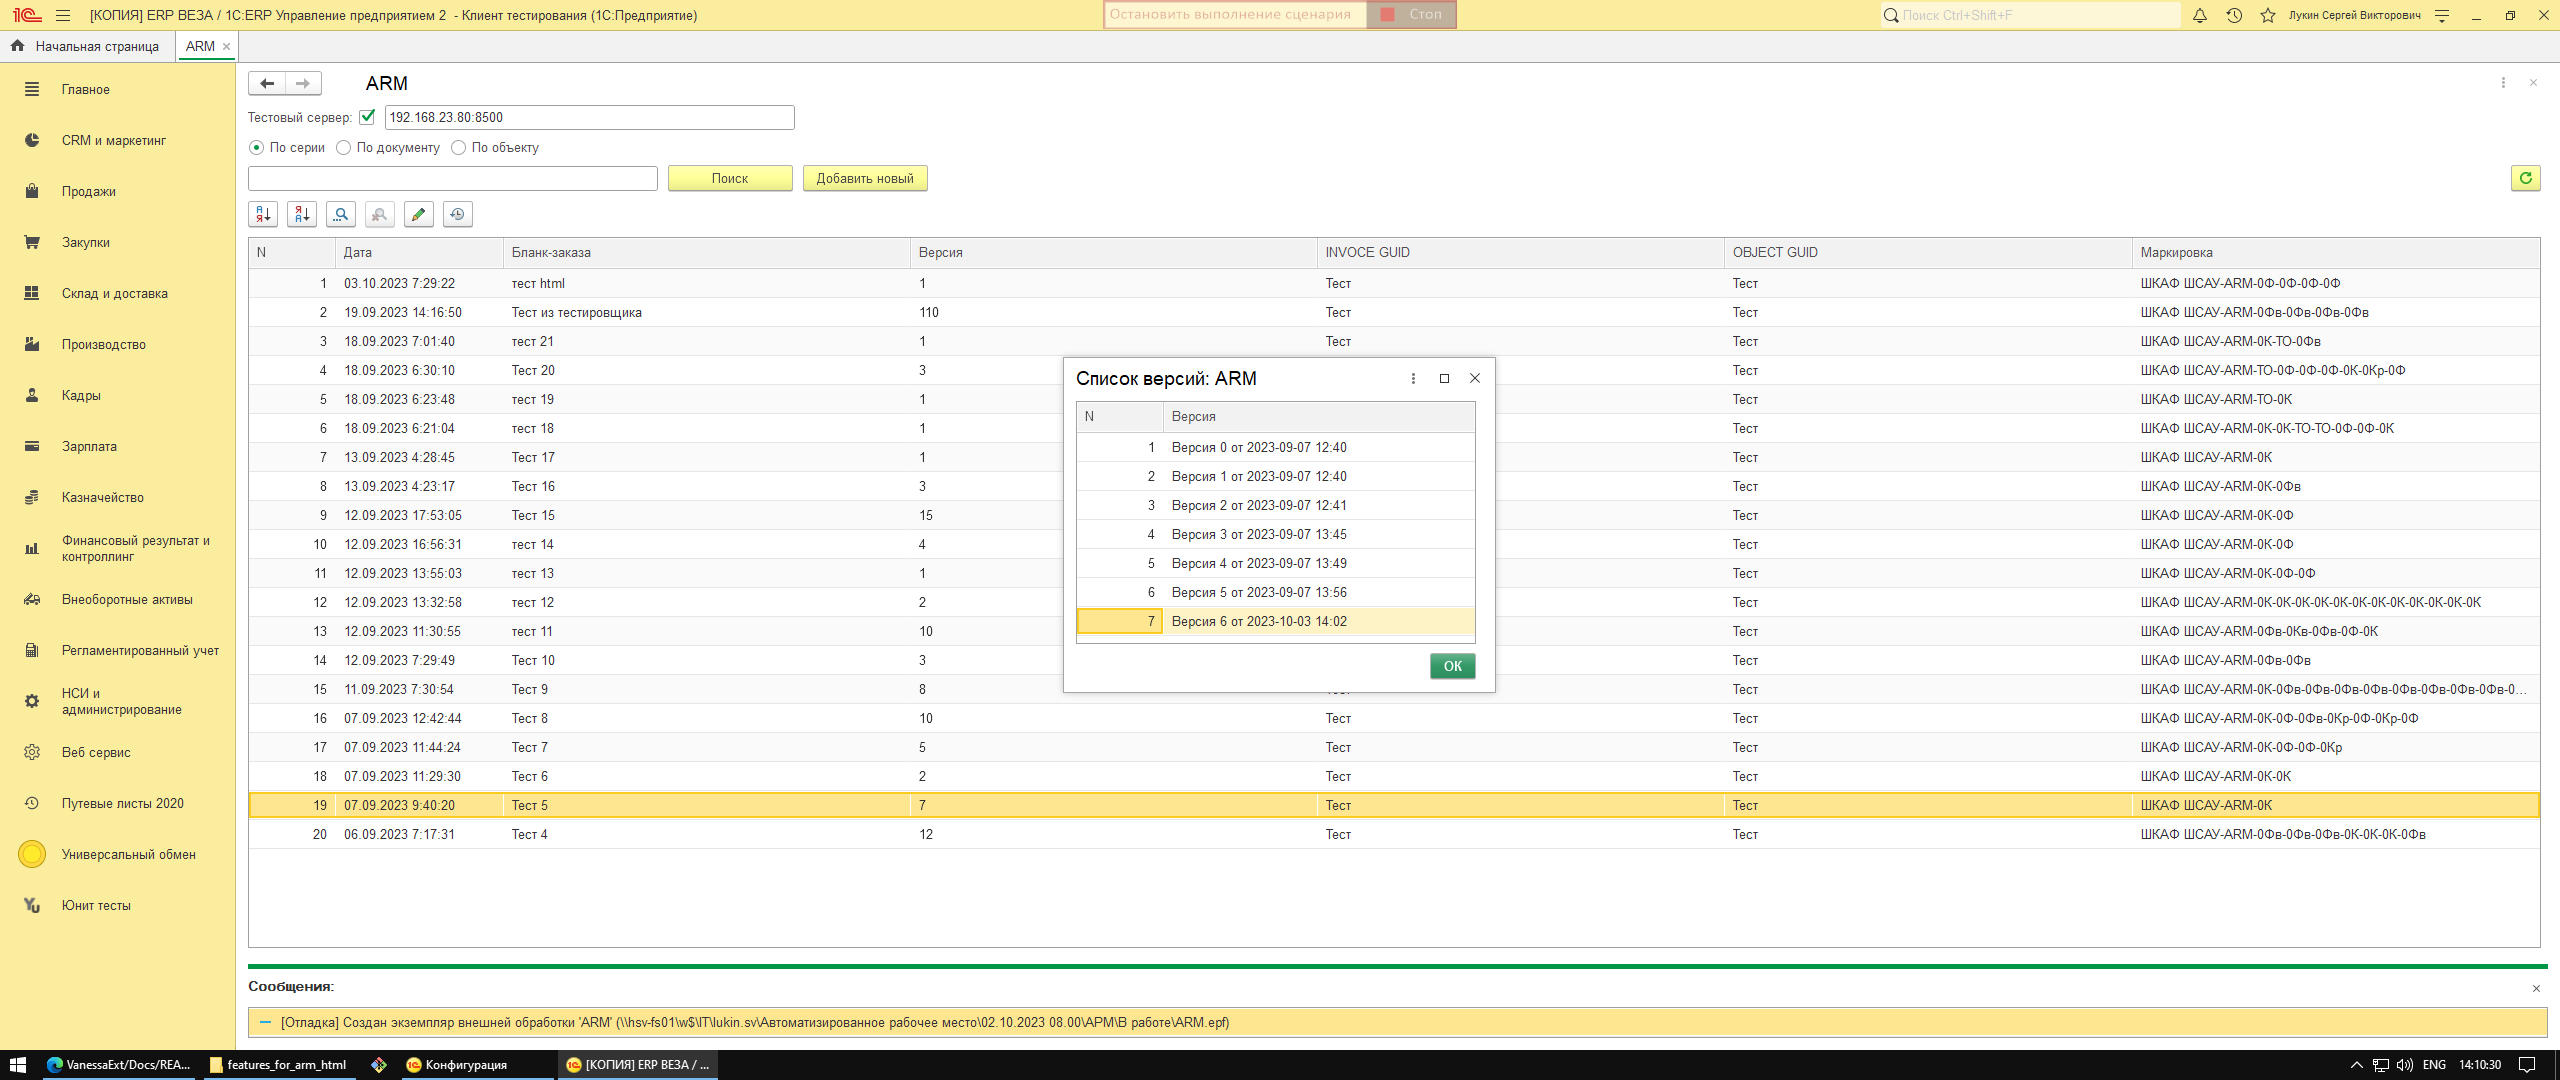 [КОПИЯ] ERP ВЕЗА / 1С:ERP Управление предприятием 2 - Клиент тестирования (1С:Предприятие)
Остановить выполнение сценария Стоп
Поиск Ctrl+Shift+F
Лукин Сергей Викторович
Начальная страница
ARM
Главное
CRM и маркетинг
Продажи
Закупки
Склад и доставка
Производство
Кадры
Зарплата
Казначейство
Финансовый результат и
контроллинг
Внеоборотные активы
Регламентированный учет
НСИ и
администрирование
Веб сервис
Путевые листы 2020
Универсальный обмен
Юнит тесты
ARM
Тестовый сервер: 192.168.23.80:8500
По серии По документу По объекту
Поиск Добавить новый
N Дата Бланк-заказа Версия INVOCE GUID OBJECT GUID Маркировка
1 03.10.2023 7:29:22 тест html 1 Тест Тест ШКАФ ШСАУ-ARM-0Ф-0Ф-0Ф-0Ф
2 19.09.2023 14:16:50 Тест из тестировщика 110 Тест Тест ШКАФ ШСАУ-ARM-0Фв-0Фв-0Фв-0Фв
3 18.09.2023 7:01:40 тест 21 1 Тест Тест ШКАФ ШСАУ-ARM-0К-ТО-0Фв
4 18.09.2023 6:30:10 Тест 20 3 Тест ШКАФ ШСАУ-ARM-ТО-0Ф-0Ф-0Ф-0К-0Кр-0Ф
5 18.09.2023 6:23:48 тест 19 1 Тест ШКАФ ШСАУ-ARM-ТО-0К
6 18.09.2023 6:21:04 тест 18 1 Тест ШКАФ ШСАУ-ARM-0К-0К-ТО-ТО-0Ф-0Ф-0К
7 13.09.2023 4:28:45 Тест 17 1 Тест ШКАФ ШСАУ-ARM-0К
8 13.09.2023 4:23:17 Тест 16 3 Тест ШКАФ ШСАУ-ARM-0К-0Фв
9 12.09.2023 17:53:05 Тест 15 15 Тест ШКАФ ШСАУ-ARM-0К-0Ф
10 12.09.2023 16:56:31 тест 14 4 Тест ШКАФ ШСАУ-ARM-0К-0Ф
11 12.09.2023 13:55:03 тест 13 1 Тест ШКАФ ШСАУ-ARM-0К-0Ф-0Ф
12 12.09.2023 13:32:58 тест 12 2 Тест ШКАФ ШСАУ-ARM-0К-0К-0К-0К-0К-0К-0К-0К-0К-0К-0К
13 12.09.2023 11:30:55 тест 11 10 Тест ШКАФ ШСАУ-ARM-0Фв-0Кв-0Фв-0Ф-0К
14 12.09.2023 7:29:49 Тест 10 3 Тест ШКАФ ШСАУ-ARM-0Фв-0Фв
15 11.09.2023 7:30:54 Тест 9 8 Тест ШКАФ ШСАУ-ARM-0К-0Фв-0Фв-0Фв-0Фв-0Фв-0Фв-0Фв-0...
16 07.09.2023 12:42:44 Тест 8 10 Тест Тест ШКАФ ШСАУ-ARM-0К-0Ф-0Фв-0Кр-0Ф-0Кр-0Ф
17 07.09.2023 11:44:24 Тест 7 5 Тест Тест ШКАФ ШСАУ-ARM-0К-0Ф-0Ф-0Кр
18 07.09.2023 11:29:30 Тест 6 2 Тест Тест ШКАФ ШСАУ-ARM-0К-0К
19 07.09.2023 9:40:20 Тест 5 7 Тест Тест ШКАФ ШСАУ-ARM-0К
20 06.09.2023 7:17:31 Тест 4 12 Тест Тест ШКАФ ШСАУ-ARM-0Фв-0Фв-0Фв-0К-0К-0К-0Фв
Список версий: ARM
N Версия
1 Версия 0 от 2023-09-07 12:40
2 Версия 1 от 2023-09-07 12:40
3 Версия 2 от 2023-09-07 12:41
4 Версия 3 от 2023-09-07 13:45
5 Версия 4 от 2023-09-07 13:49
6 Версия 5 от 2023-09-07 13:56
7 Версия 6 от 2023-10-03 14:02
ОК
Сообщения:
[Отладка] Создан экземпляр внешней обработки 'ARM' (\\hsv-fs01\w$\IT\lukin.sv\Автоматизированное рабочее место\02.10.2023 08.00\АРМ\В работе\ARM.epf)
VanessaExt/Docs/REA... features_for_arm_html Конфигурация [КОПИЯ] ERP ВЕЗА / ... ENG 14:10:30